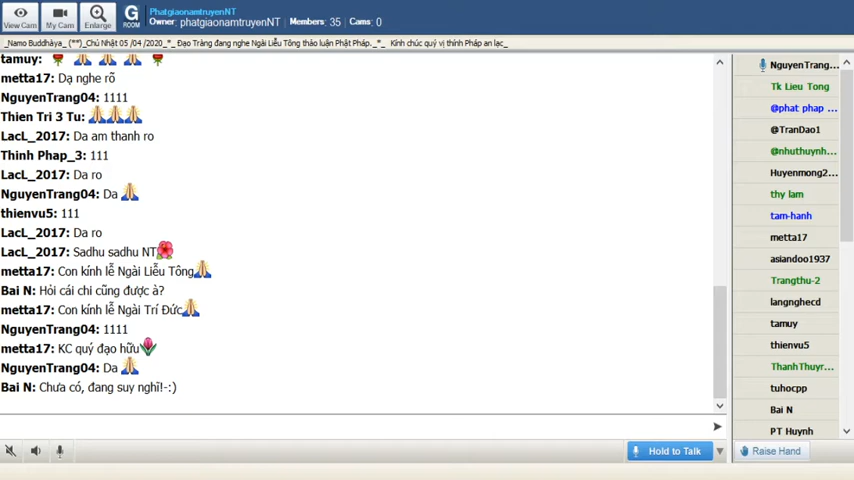 PhatgiaonamtruyenNT
Owner: phatgiaonamtruyenNT Members: 35 Cams: 0
View Cam My Cam Enlarge G ROOM
_Namo Buddhàya_ (**)_Chủ Nhật 05 /04 /2020_*_ Đạo Tràng đang nghe Ngài Liễu Tông thảo luận Phật Pháp._*_ Kính chúc quý vị thính Pháp an lạc_
tamuy:
metta17: Dạ nghe rõ
NguyenTrang04: 1111
Thien Tri 3 Tu:
LacL_2017: Da am thanh ro
Thinh Phap_3: 111
LacL_2017: Da ro
NguyenTrang04: Da
thienvu5: 111
LacL_2017: Da ro
LacL_2017: Sadhu sadhu NT
metta17: Con kính lễ Ngài Liễu Tông
Bai N: Hỏi cái chi cũng được à?
metta17: Con kính lễ Ngài Trí Đức
NguyenTrang04: 1111
metta17: KC quý đạo hữu
NguyenTrang04: Da
Bai N: Chưa có, đang suy nghĩ!-:)
NguyenTrang...
Tk Lieu Tong
@phat phap ...
@TranDao1
@nhuthuynh...
Huyenmong2...
thy lam
tam-hanh
metta17
asiandoo1937
Trangthu-2
langnghecd
tamuy
thienvu5
ThanhThuyr...
tuhocpp
Bai N
PT Huynh
Hold to Talk
Raise Hand